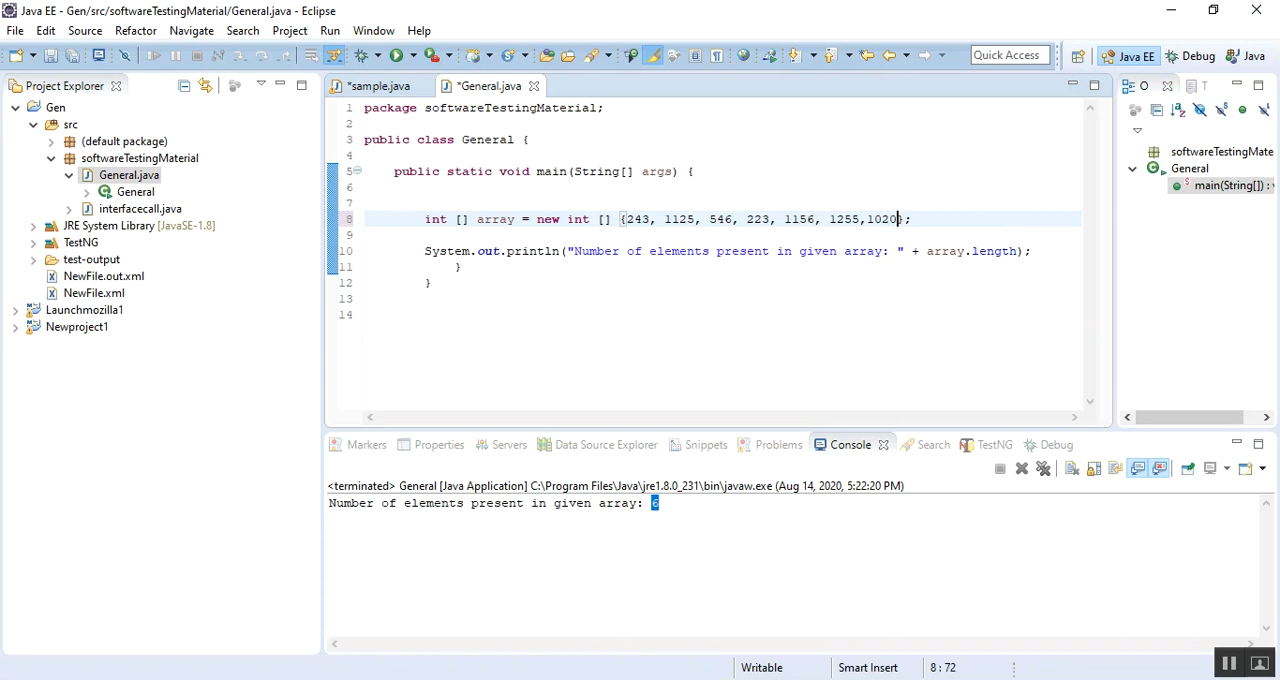 Java EE - Gen/src/softwareTestingMaterial/General.java - Eclipse
File Edit Source Refactor Navigate Search Project Run Window Help
Quick Access Java EE Debug Java
Project Explorer
Gen
src
(default package)
softwareTestingMaterial
General.java
General
interfacecall.java
JRE System Library [JavaSE-1.8]
TestNG
test-output
NewFile.out.xml
NewFile.xml
Launchmozilla1
Newproject1
*sample.java *General.java
1 package softwareTestingMaterial;
2
3 public class General {
4
5 public static void main(String[] args) {
6
7
8 int [] array = new int [] {243, 1125, 546, 223, 1156, 1255,1020};
9
10 System.out.println("Number of elements present in given array: " + array.length);
11 }
12 }
13
14
O T
softwareTestingMate
General
main(String[]) :
Markers Properties Servers Data Source Explorer Snippets Problems Console Search TestNG Debug
<terminated> General [Java Application] C:\Program Files\Java\jre1.8.0_231\bin\javaw.exe (Aug 14, 2020, 5:22:20 PM)
Number of elements present in given array: 6
Writable Smart Insert 8:72